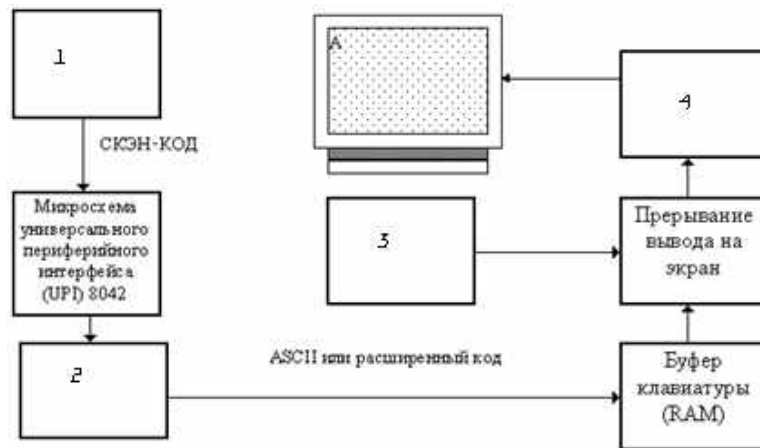 1
A
4
СКЭН-КОД
Микросхема
универсального
периферийного
интерфейса
(UPI) 8042
3
Прерывание
вывода на
экран
2
ASCII или расширенный код
Буфер
клавиатуры
(RAM)